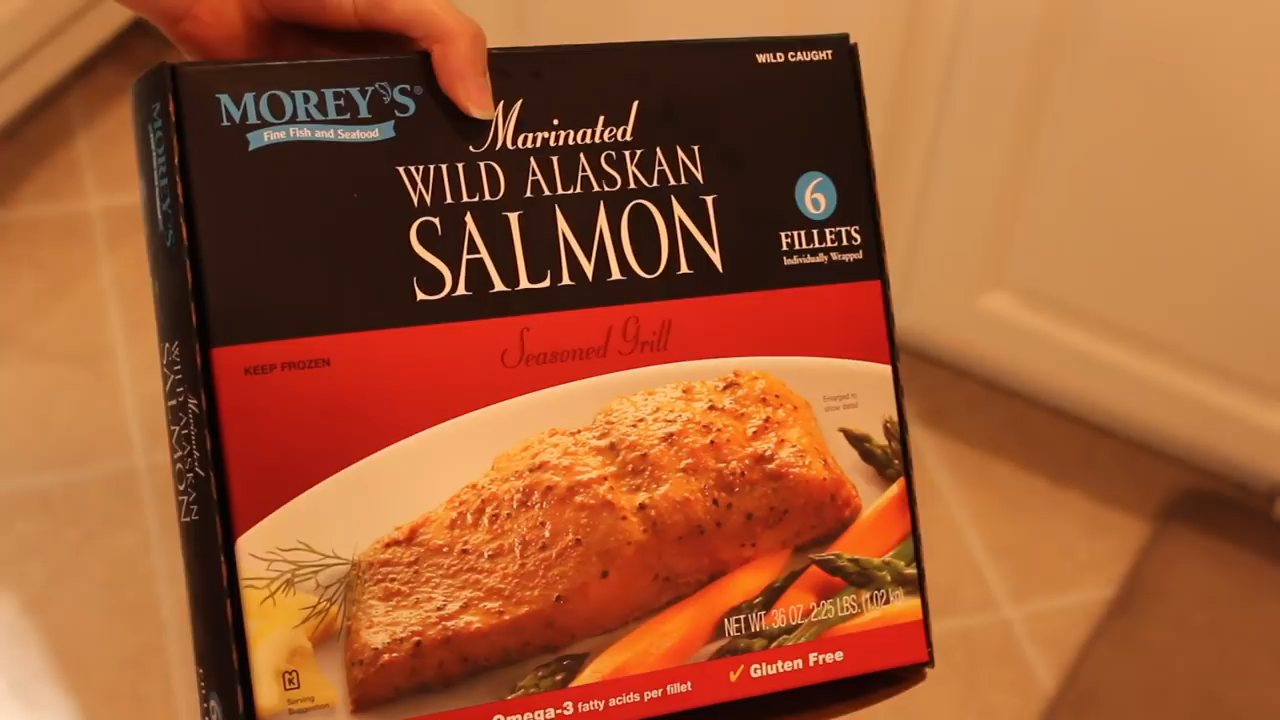 MOREY'S®
Fine Fish and Seafood
WILD CAUGHT
Marinated
WILD ALASKAN
SALMON
6
FILLETS
Individually Wrapped
Seasoned Grill
KEEP FROZEN
Enlarged to
show detail
NET WT. 36 OZ. 2.25 LBS. (1.02 kg)
K
Serving
Suggestion
Omega-3 fatty acids per fillet
✓ Gluten Free
MOREY'S
Marinated
WILD ALASKAN
SALMON